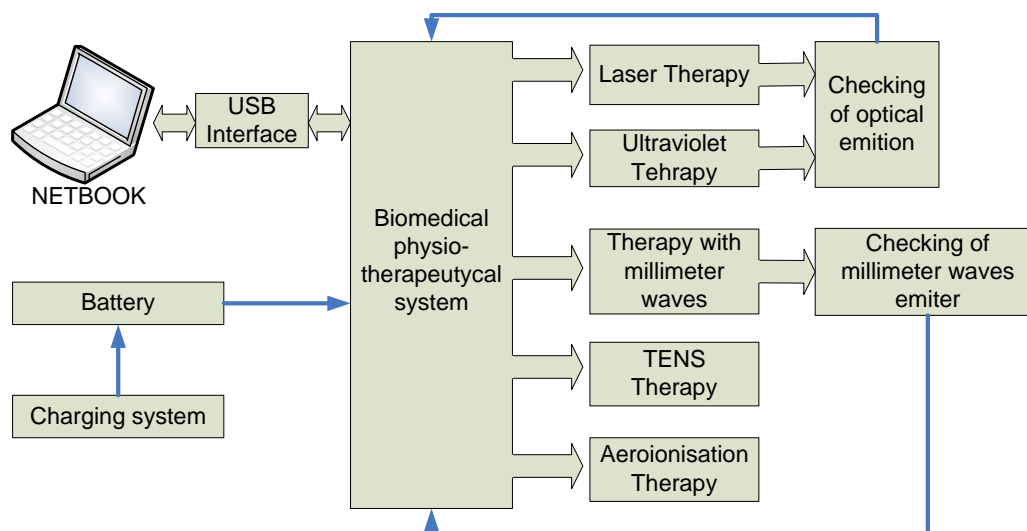 NETBOOK
USB
Interface
Biomedical
physio-
therapeutycal
system
Battery
Charging system
Laser Therapy
Ultraviolet
Tehrapy
Therapy with
millimeter
waves
TENS
Therapy
Aeroionisation
Therapy
Checking
of optical
emition
Checking of
millimeter waves
emiter